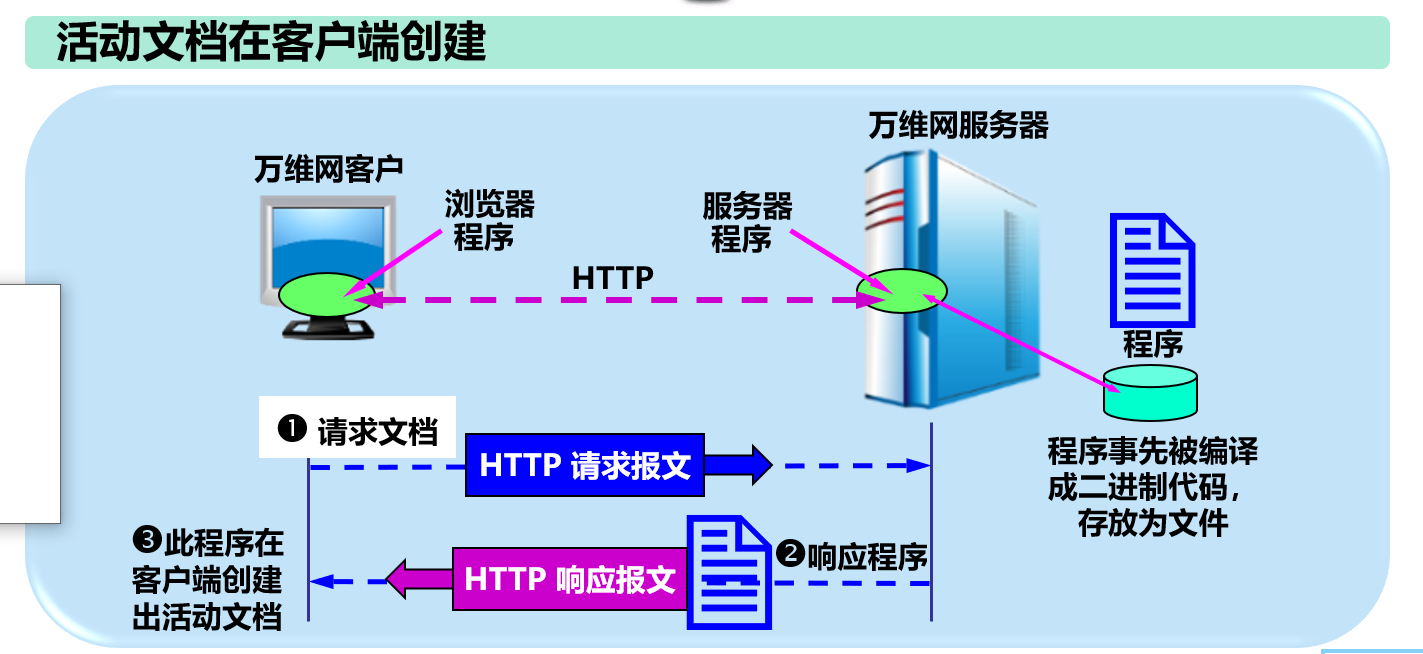 活动文档在客户端创建
万维网服务器
万维网客户
浏览器
程序
服务器
程序
HTTP
程序
❶ 请求文档
HTTP 请求报文
程序事先被编译
成二进制代码，
存放为文件
❸此程序在
客户端创建
出活动文档
HTTP 响应报文
❷响应程序